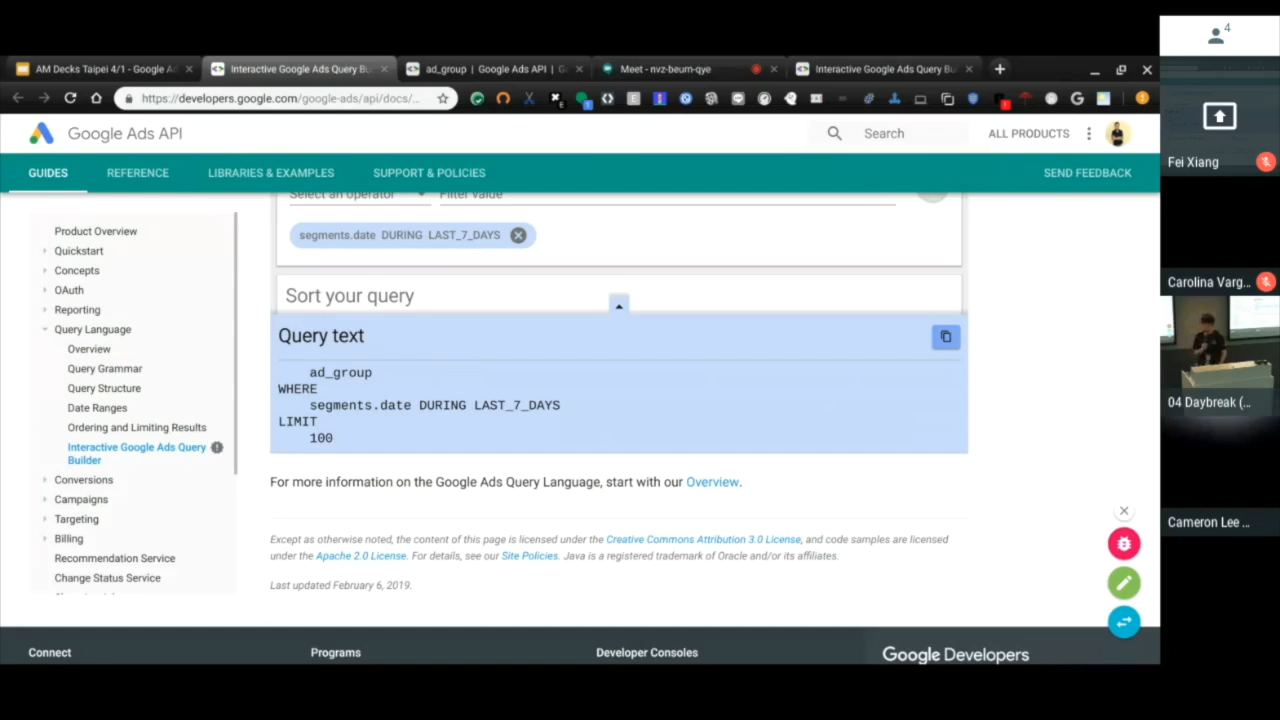 4
AM Decks Taipei 4/1 - Google Ad
Interactive Google Ads Query Bu
ad_group | Google Ads API | G
Meet - nvz-beum-qye
Interactive Google Ads Query Bu
https://developers.google.com/google-ads/api/docs/...
Google Ads API
Search
ALL PRODUCTS
GUIDES
REFERENCE
LIBRARIES & EXAMPLES
SUPPORT & POLICIES
SEND FEEDBACK
Fei Xiang
Select an operator
Filter value
Product Overview
Quickstart
Concepts
OAuth
Reporting
Query Language
Overview
Query Grammar
Query Structure
Date Ranges
Ordering and Limiting Results
Interactive Google Ads Query
Builder
Conversions
Campaigns
Targeting
Billing
Recommendation Service
Change Status Service
segments.date DURING LAST_7_DAYS
Sort your query
Query text
ad_group
WHERE
segments.date DURING LAST_7_DAYS
LIMIT
100
For more information on the Google Ads Query Language, start with our Overview.
Except as otherwise noted, the content of this page is licensed under the Creative Commons Attribution 3.0 License, and code samples are licensed
under the Apache 2.0 License. For details, see our Site Policies. Java is a registered trademark of Oracle and/or its affiliates.
Last updated February 6, 2019.
Carolina Varg...
04 Daybreak (...
Cameron Lee ...
Connect
Programs
Developer Consoles
Google Developers